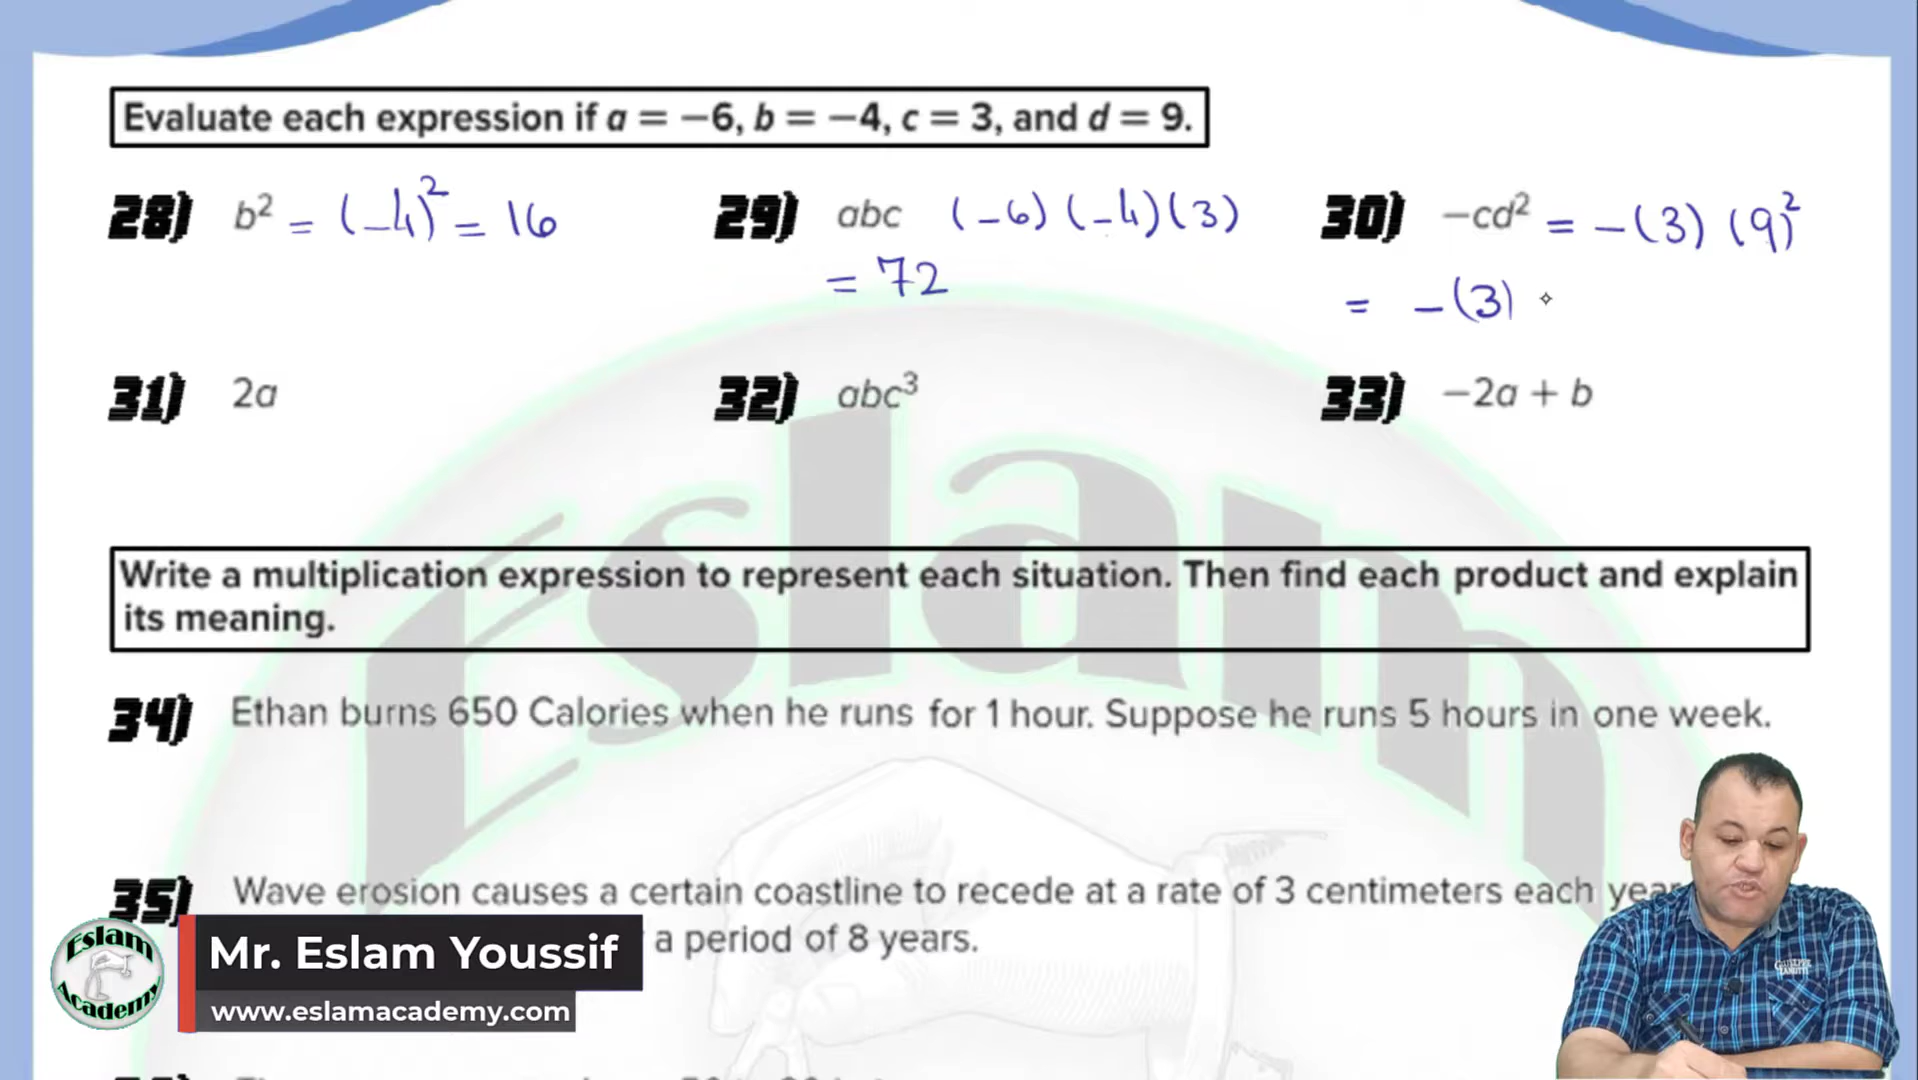 Evaluate each expression if a = −6, b = −4, c = 3, and d = 9.
28) b² = (-4)² = 16
29) abc (-6)(-4)(3)
= 72
30) −cd² = -(3)(9)²
= -(3)
31) 2a
32) abc³
33) −2a + b
Write a multiplication expression to represent each situation. Then find each product and explain
its meaning.
34) Ethan burns 650 Calories when he runs for 1 hour. Suppose he runs 5 hours in one week.
35) Wave erosion causes a certain coastline to recede at a rate of 3 centimeters each year
a period of 8 years.
Eslam
Academy
Mr. Eslam Youssif
www.eslamacademy.com
Eslam